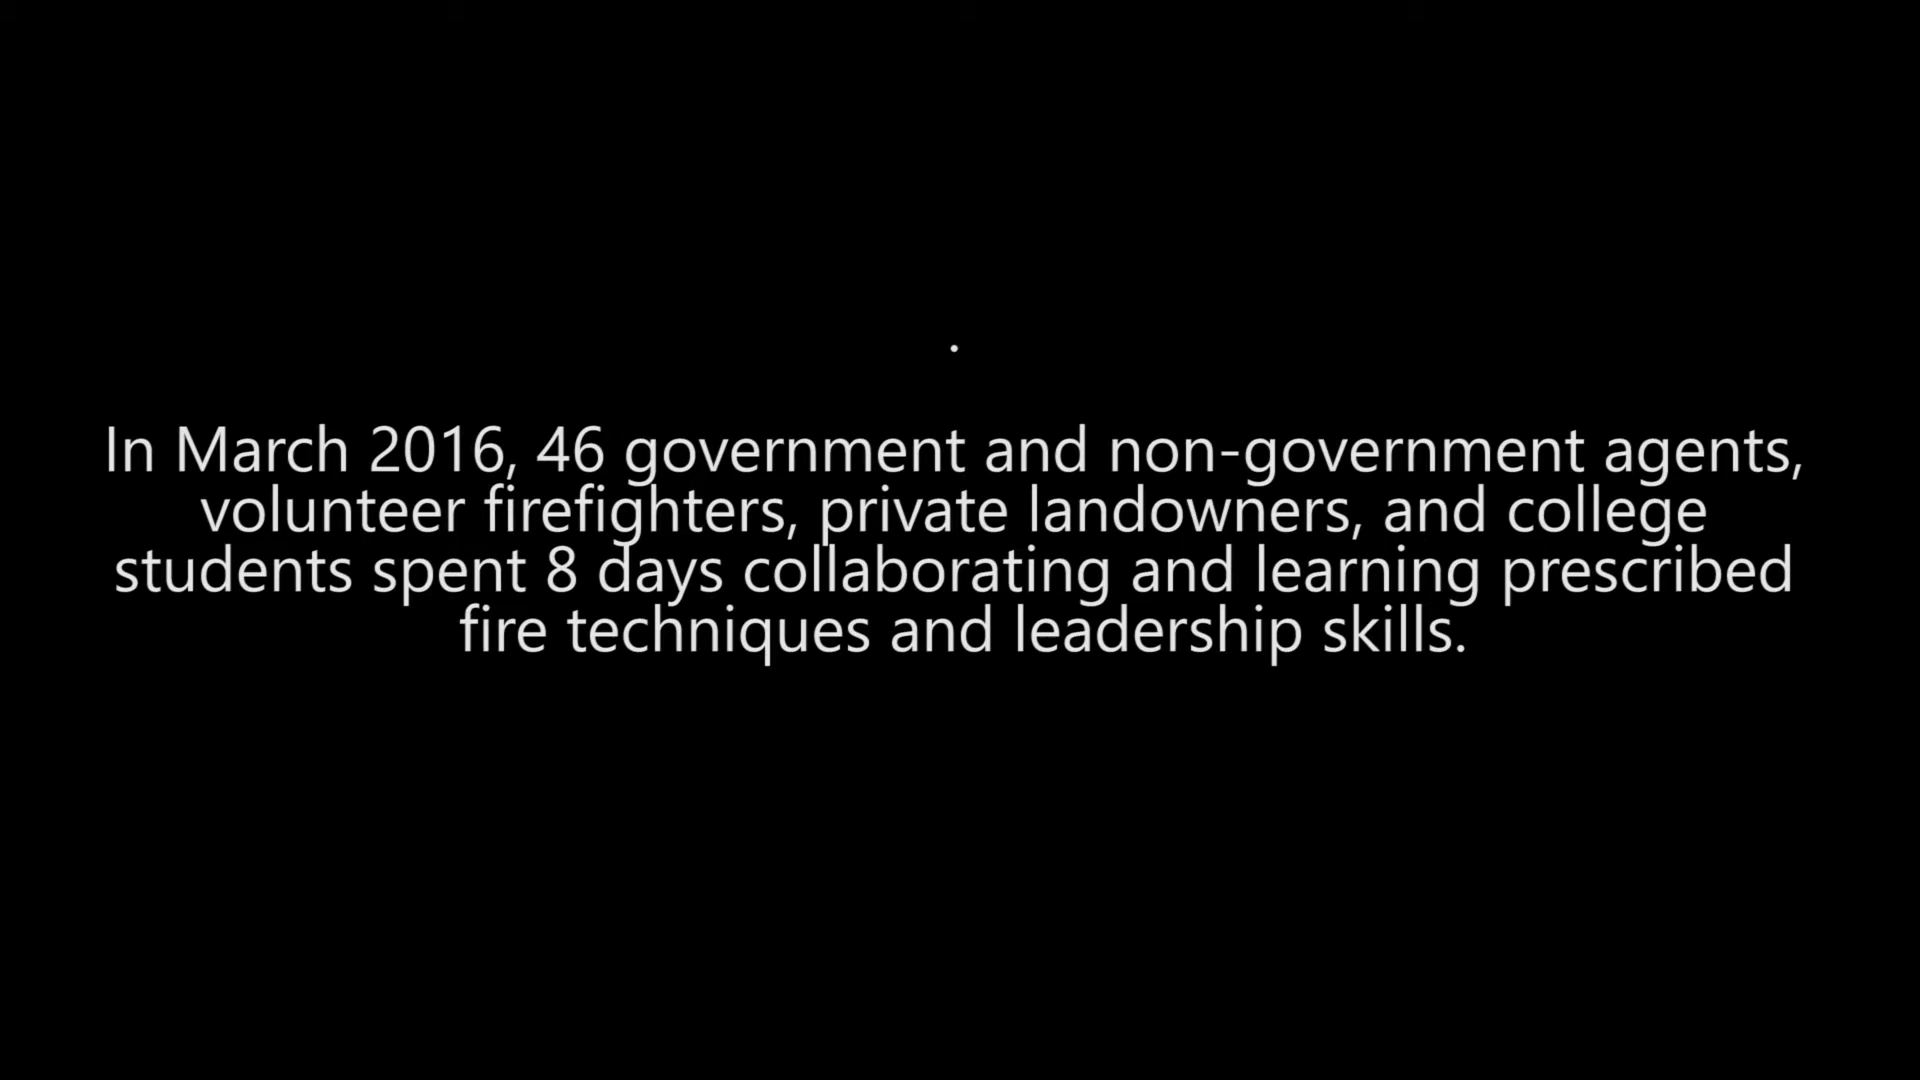 .
In March 2016, 46 government and non-government agents,
volunteer firefighters, private landowners, and college
students spent 8 days collaborating and learning prescribed
fire techniques and leadership skills.